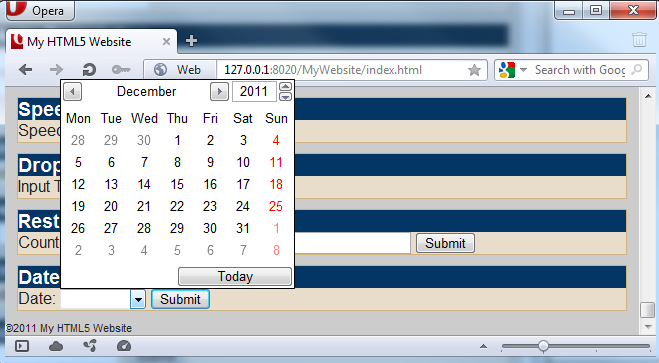 Opera
My HTML5 Website
Web 127.0.0.1:8020/MyWebsite/index.html Search with Goog
December 2011
Mon Tue Wed Thu Fri Sat Sun
28 29 30 1 2 3 4
5 6 7 8 9 10 11
12 13 14 15 16 17 18
19 20 21 22 23 24 25
26 27 28 29 30 31 1
2 3 4 5 6 7 8
Today
Spee
Speec
Drop
Input T
Rest
Count Submit
Date
Date: Submit
©2011 My HTML5 Website